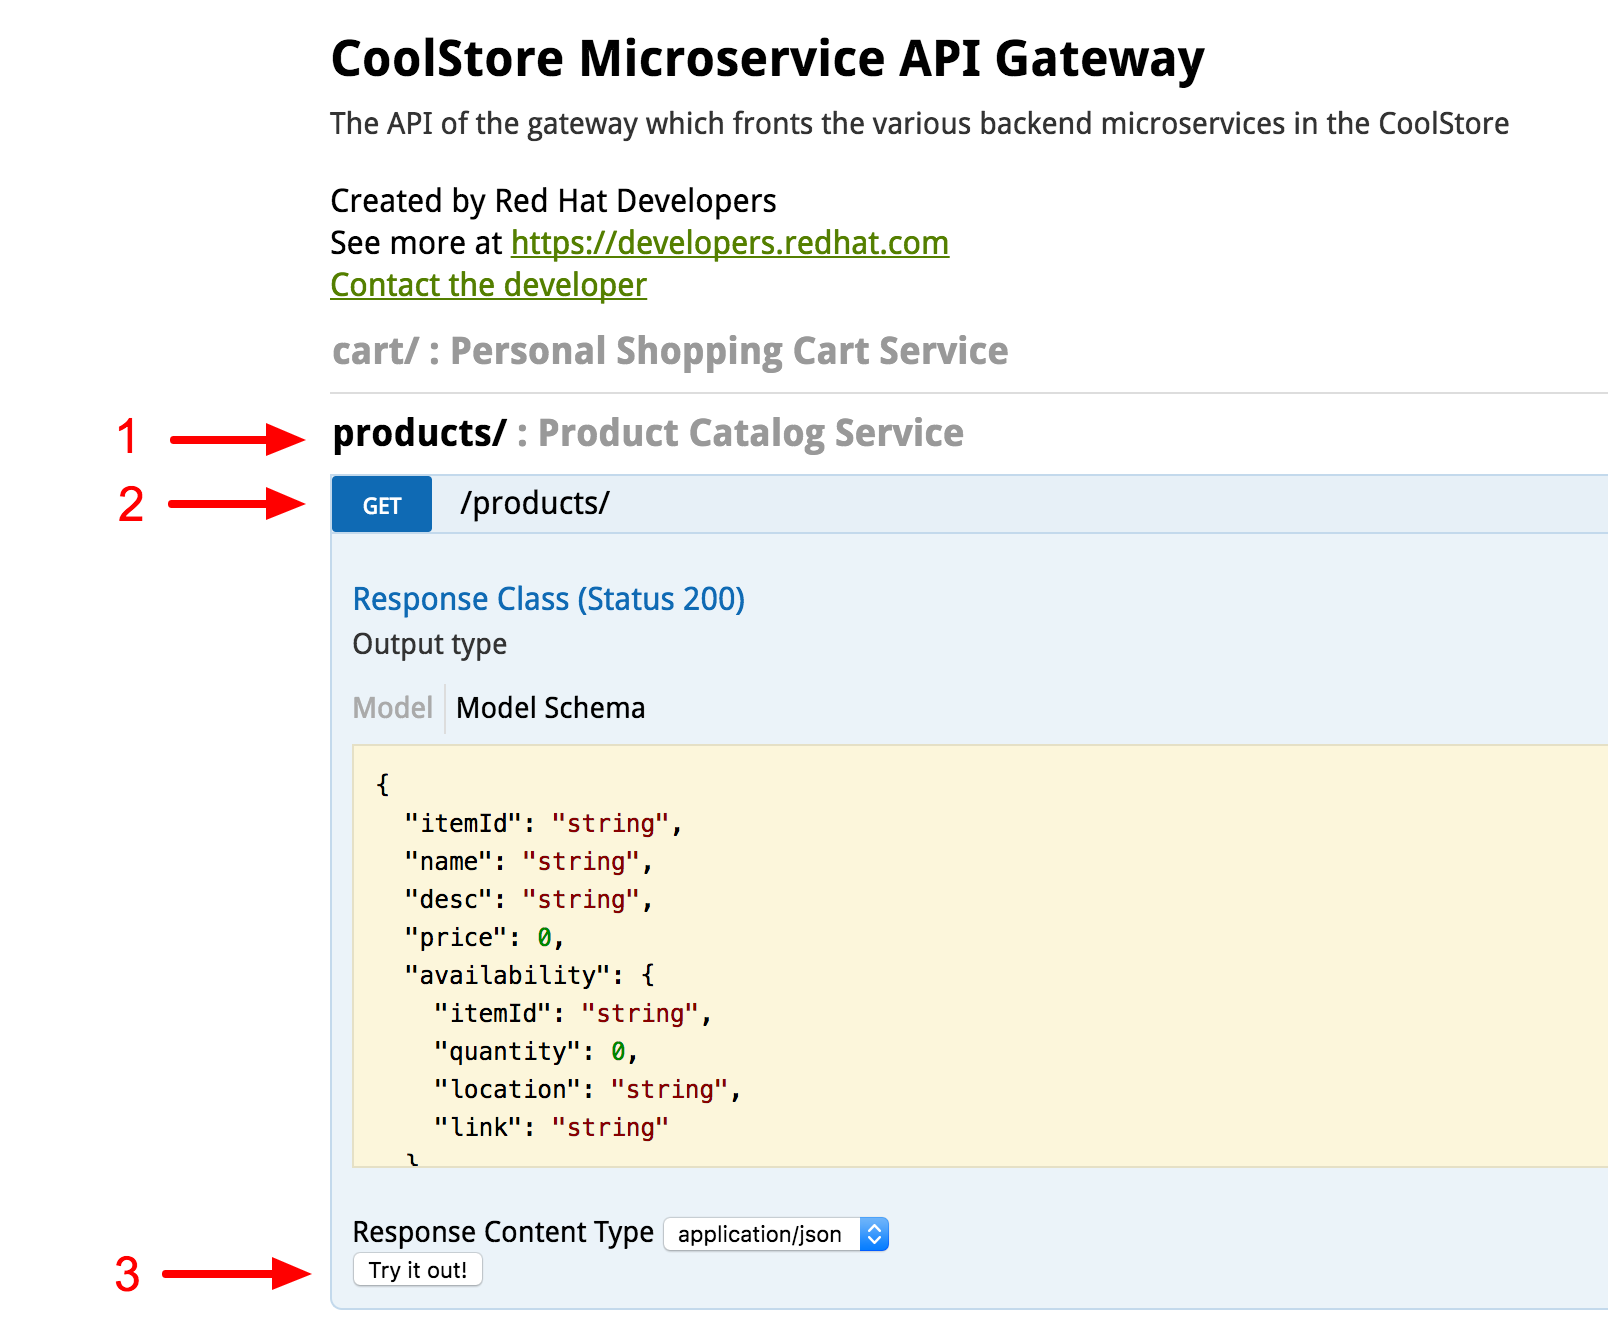 CoolStore Microservice API Gateway
The API of the gateway which fronts the various backend microservices in the CoolStore
Created by Red Hat Developers
See more at https://developers.redhat.com
Contact the developer
cart/ : Personal Shopping Cart Service
1 products/ : Product Catalog Service
2 GET /products/
Response Class (Status 200)
Output type
Model Model Schema
{
"itemId": "string",
"name": "string",
"desc": "string",
"price": 0,
"availability": {
"itemId": "string",
"quantity": 0,
"location": "string",
"link": "string"
}
Response Content Type application/json
3 Try it out!